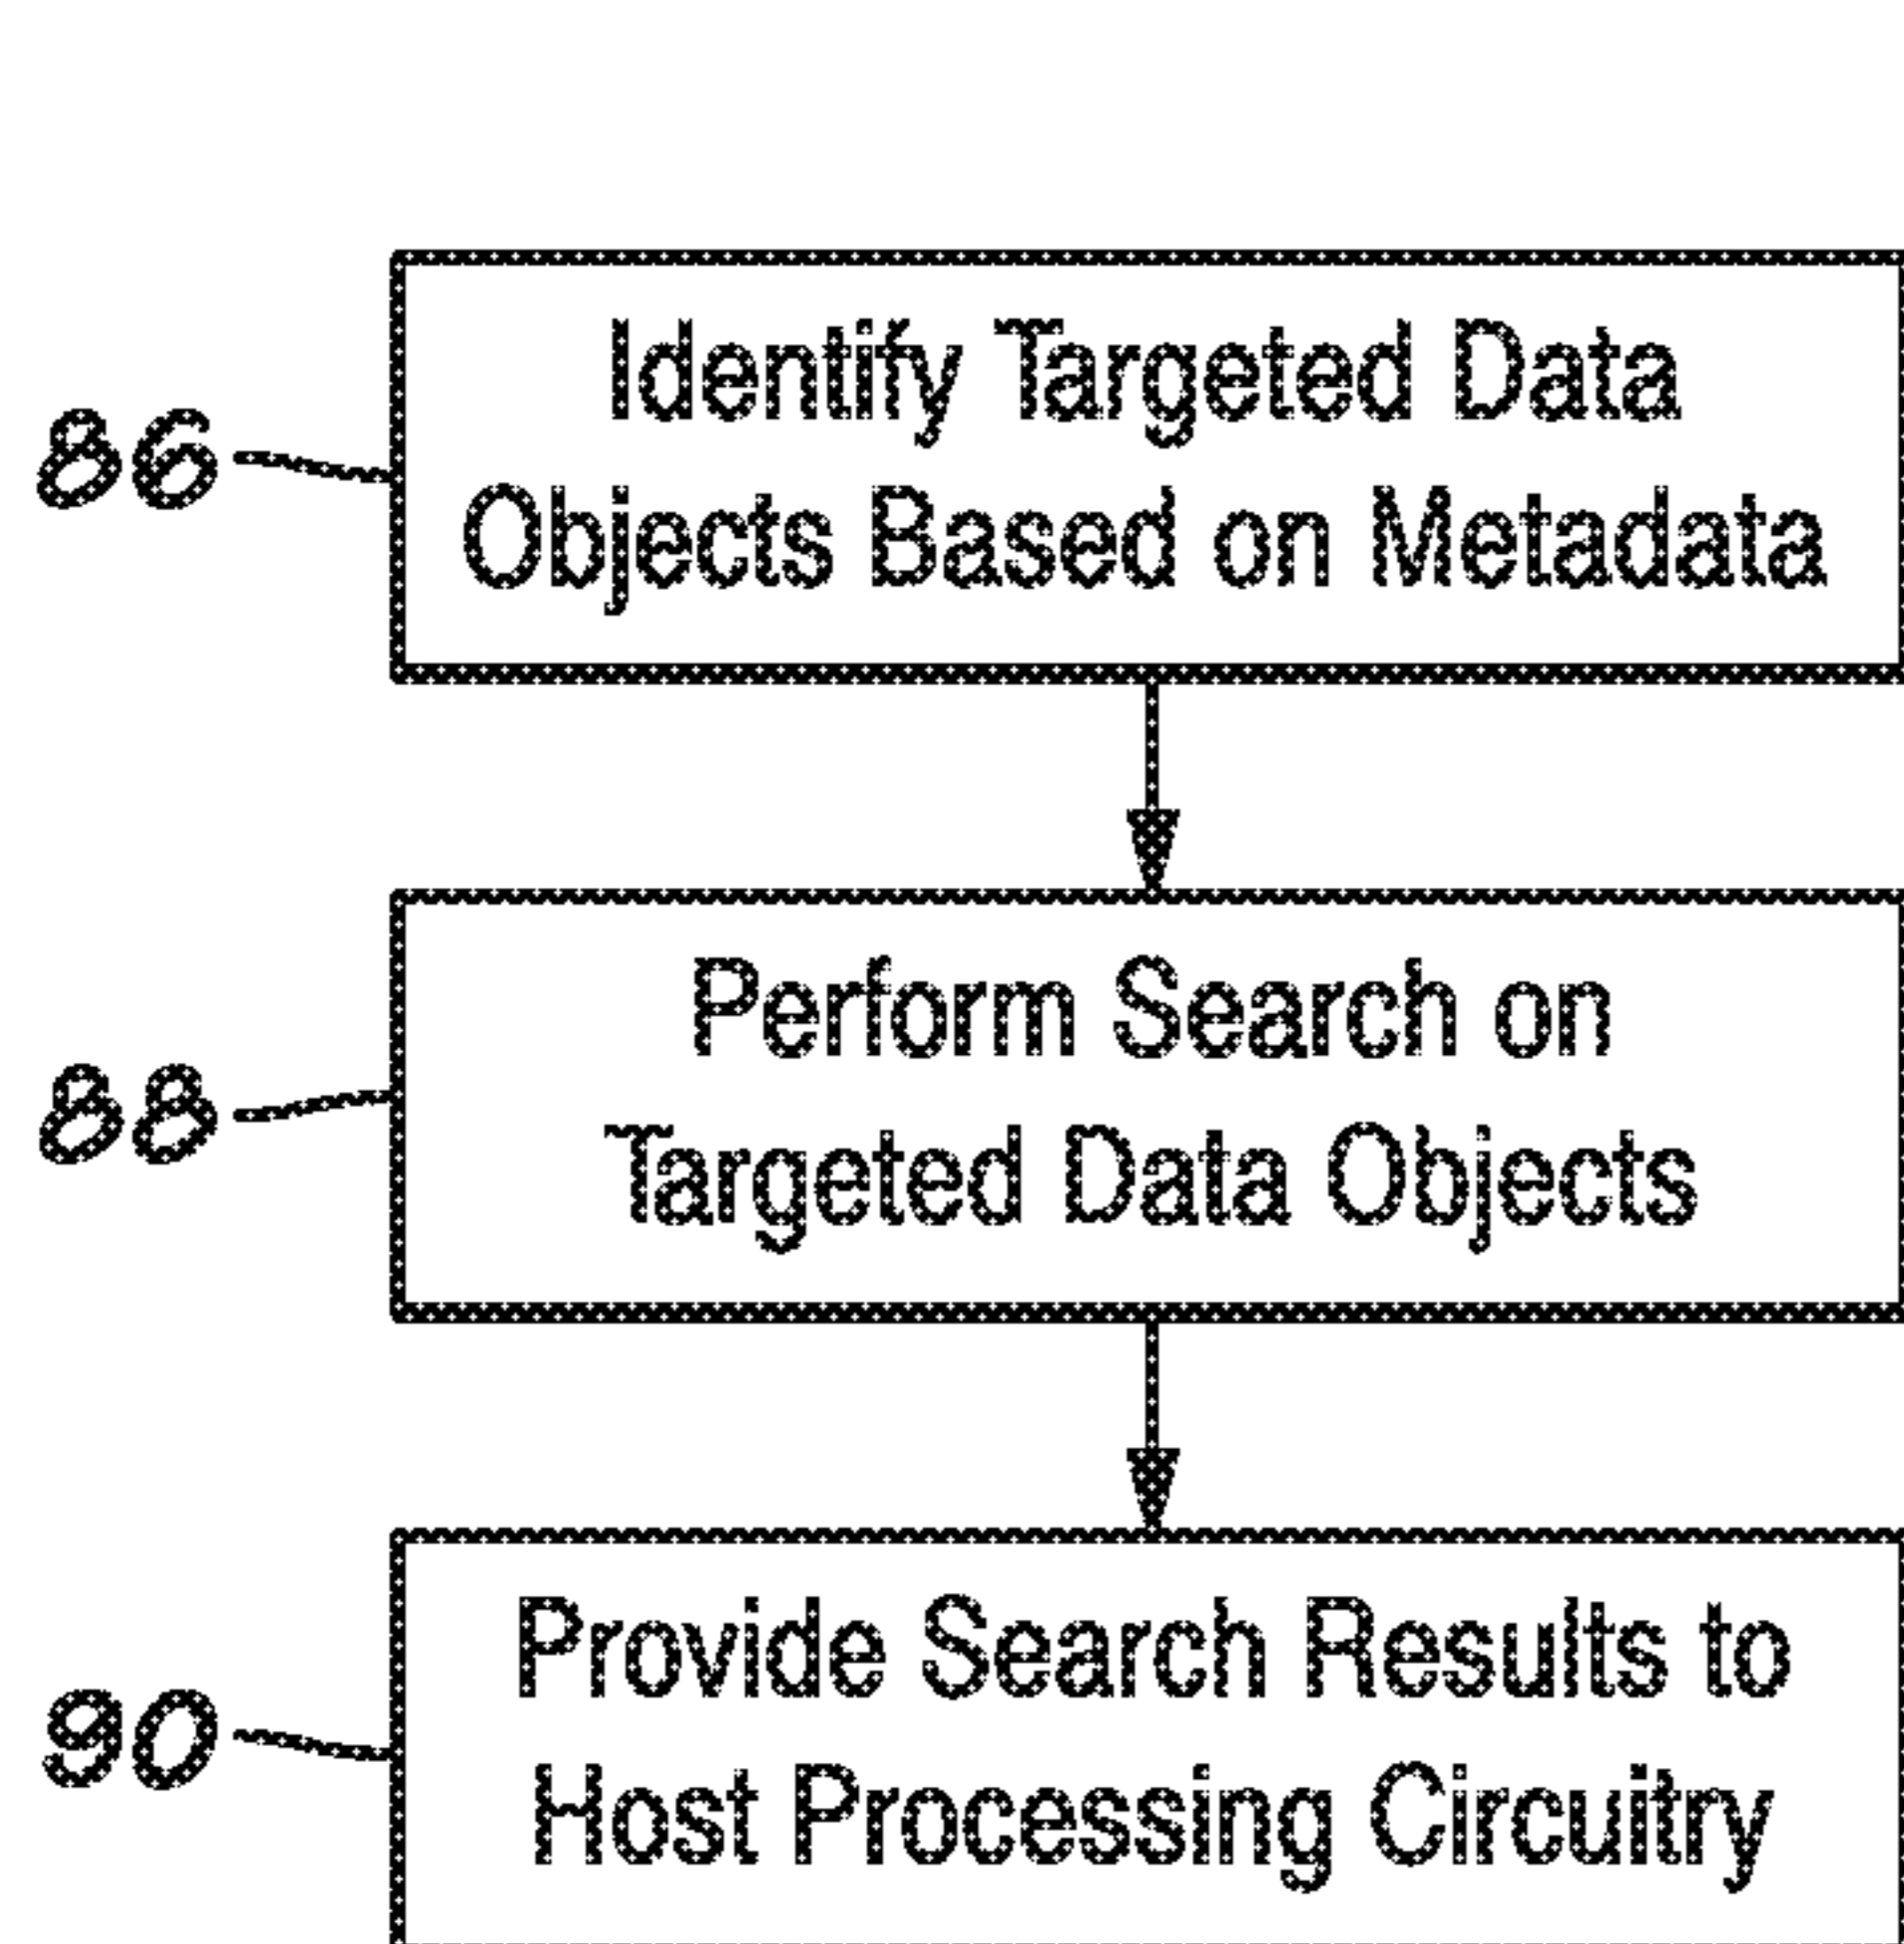 86
Identify Targeted Data
Objects Based on Metadata
88
Perform Search on
Targeted Data Objects
90
Provide Search Results to
Host Processing Circuitry